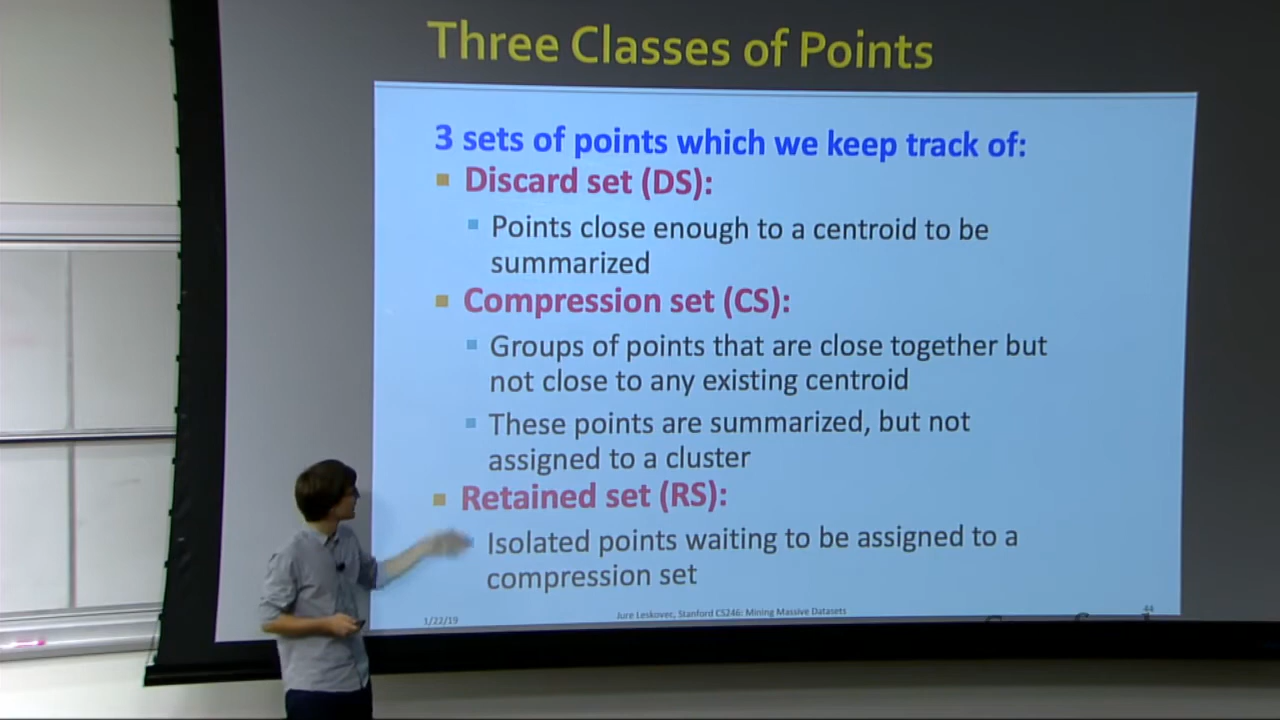 Three Classes of Points
3 sets of points which we keep track of:
Discard set (DS):
Points close enough to a centroid to be
summarized
Compression set (CS):
Groups of points that are close together but
not close to any existing centroid
These points are summarized, but not
assigned to a cluster
Retained set (RS):
Isolated points waiting to be assigned to a
compression set
1/22/19
Jure Leskovec, Stanford CS246: Mining Massive Datasets
44